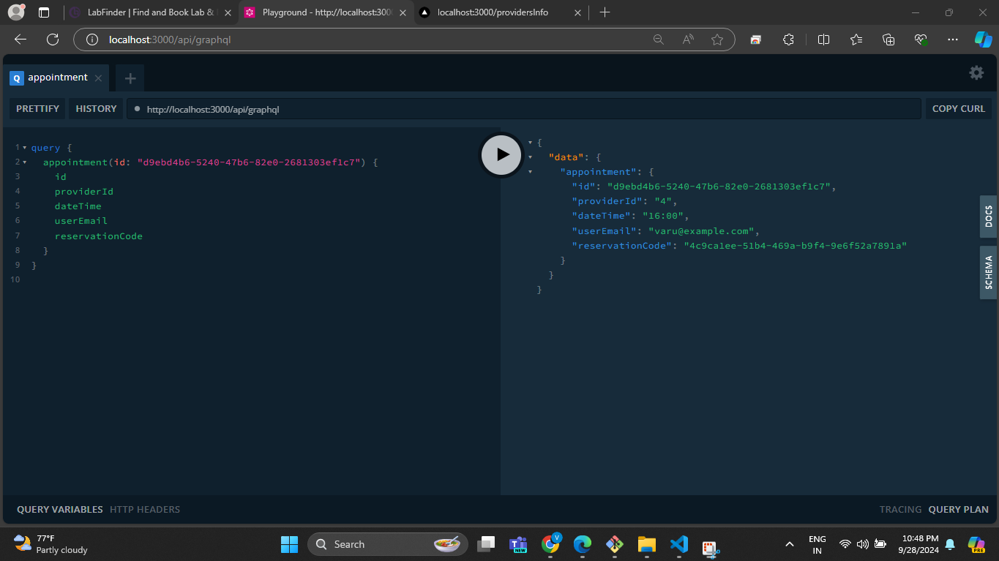 LabFinder | Find and Book Lab &
Playground - http://localhost:300
localhost:3000/providersInfo
localhost:3000/api/graphql
Q appointment
PRETTIFY
HISTORY
http://localhost:3000/api/graphql
COPY CURL
1 query {
2 appointment(id: "d9ebd4b6-5240-47b6-82e0-2681303ef1c7") {
3 id
4 providerId
5 dateTime
6 userEmail
7 reservationCode
8 }
9 }
10
{
"data": {
"appointment": {
"id": "d9ebd4b6-5240-47b6-82e0-2681303ef1c7",
"providerId": "4",
"dateTime": "16:00",
"userEmail": "varu@example.com",
"reservationCode": "4c9ca1ee-51b4-469a-b9f4-9e6f52a7891a"
}
}
}
DOCS
SCHEMA
QUERY VARIABLES HTTP HEADERS
TRACING QUERY PLAN
77°F
Partly cloudy
Search
NEW
V
ENG
IN
10:48 PM
9/28/2024
PRE